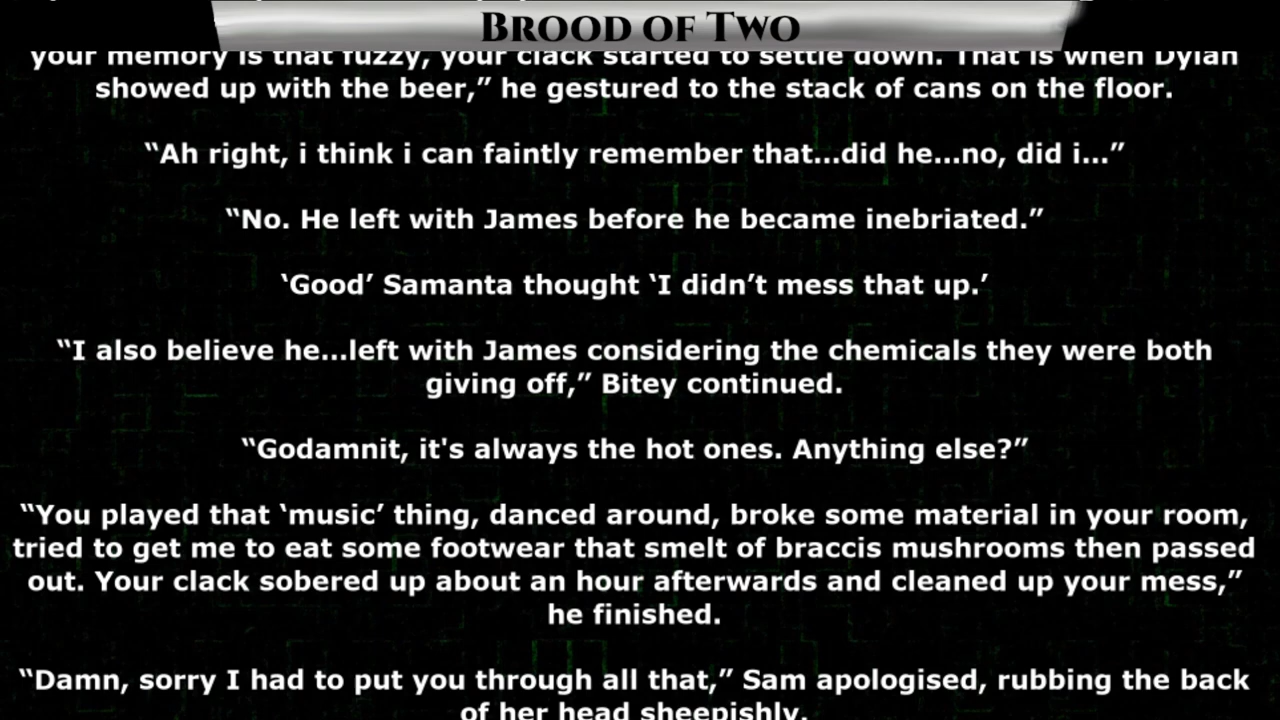 Brood of Two
your memory is that fuzzy, your clack started to settle down. That is when Dylan
showed up with the beer,” he gestured to the stack of cans on the floor.
“Ah right, i think i can faintly remember that...did he...no, did i...”
“No. He left with James before he became inebriated.”
‘Good’ Samanta thought ‘I didn’t mess that up.’
“I also believe he...left with James considering the chemicals they were both
giving off,” Bitey continued.
“Godamnit, it's always the hot ones. Anything else?”
“You played that ‘music’ thing, danced around, broke some material in your room,
tried to get me to eat some footwear that smelt of braccis mushrooms then passed
out. Your clack sobered up about an hour afterwards and cleaned up your mess,”
he finished.
“Damn, sorry I had to put you through all that,” Sam apologised, rubbing the back
of her head sheepishly.